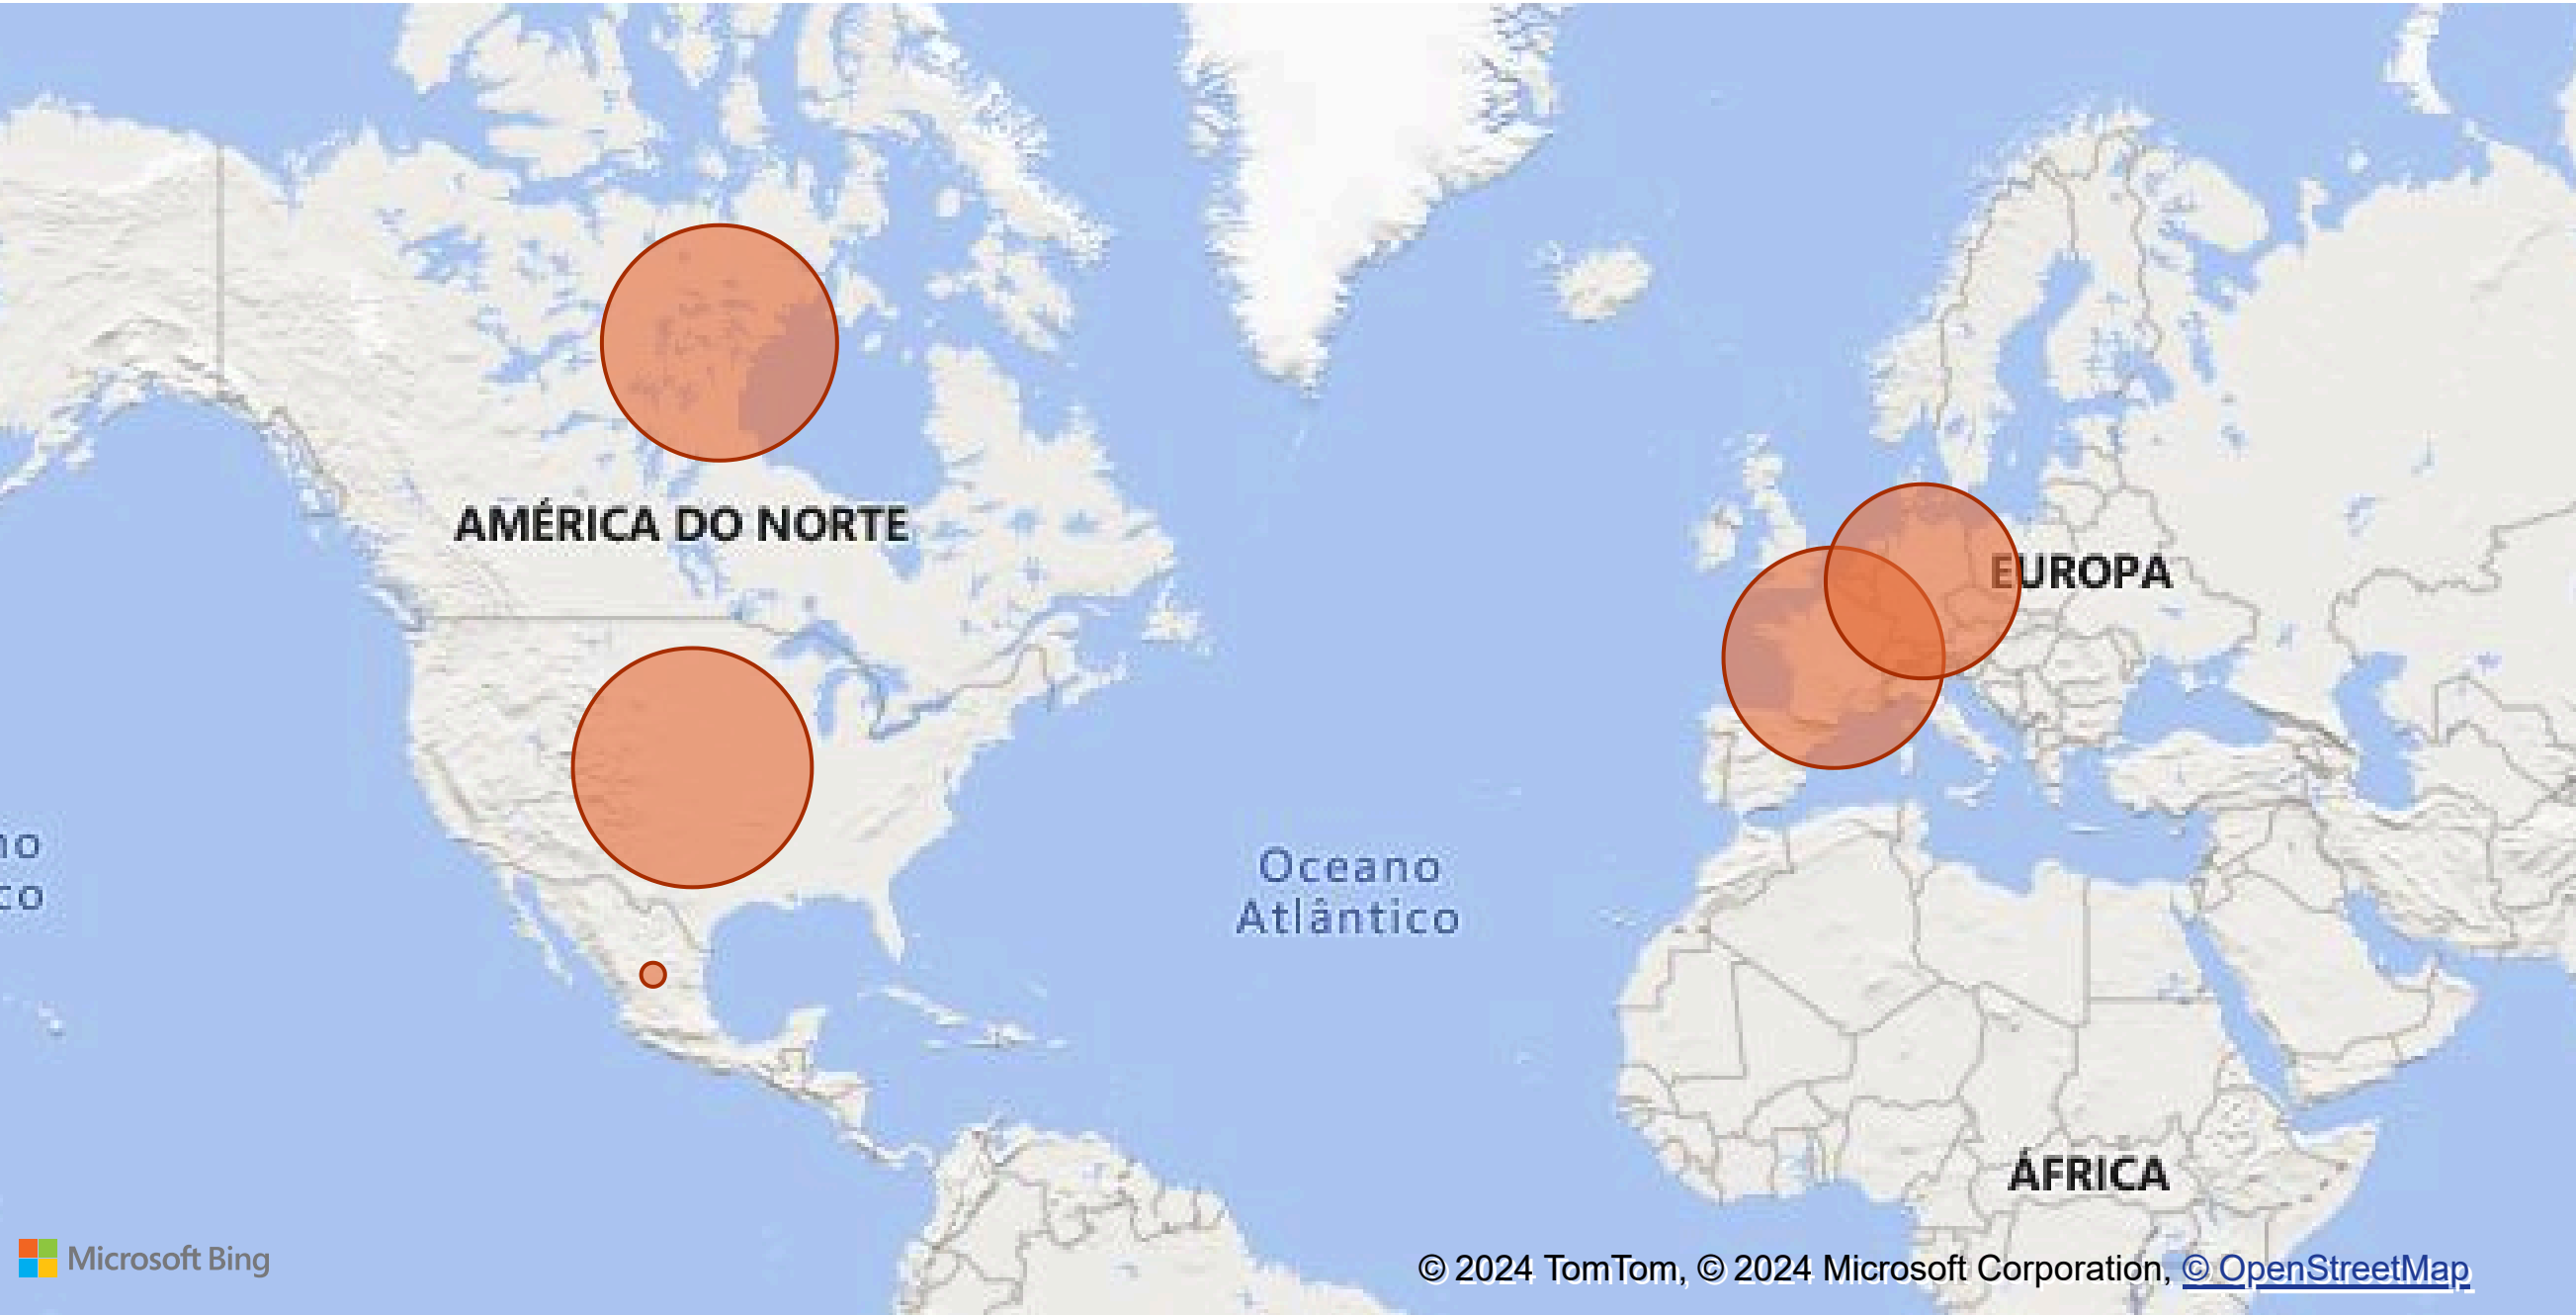 AMÉRICA DO NORTE
EUROPA
Oceano
Atlântico
ÁFRICA
Microsoft Bing
© 2024 TomTom, © 2024 Microsoft Corporation, © OpenStreetMap